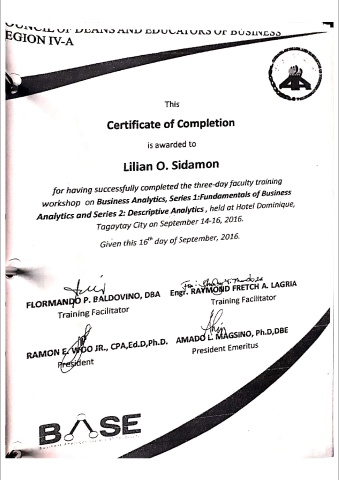 COUNCIL OF DEANS AND EDUCATORS OF BUSINESS
EGION IV-A
This
Certificate of Completion
is awarded to
Lilian O. Sidamon
for having successfully completed the three-day faculty training
workshop on Business Analytics, Series 1:Fundamentals of Business
Analytics and Series 2: Descriptive Analytics , held at Hotel Dominique,
Tagaytay City on September 14-16, 2016.
Given this 16th day of September, 2016.
FLORMANDO P. BALDOVINO, DBA
Training Facilitator
Engr. RAYMOND FRETCH A. LAGRIA
Training Facilitator
RAMON E. WOO JR., CPA,Ed.D,Ph.D.
President
AMADO L. MAGSINO, Ph.D,DBE
President Emeritus
BASE